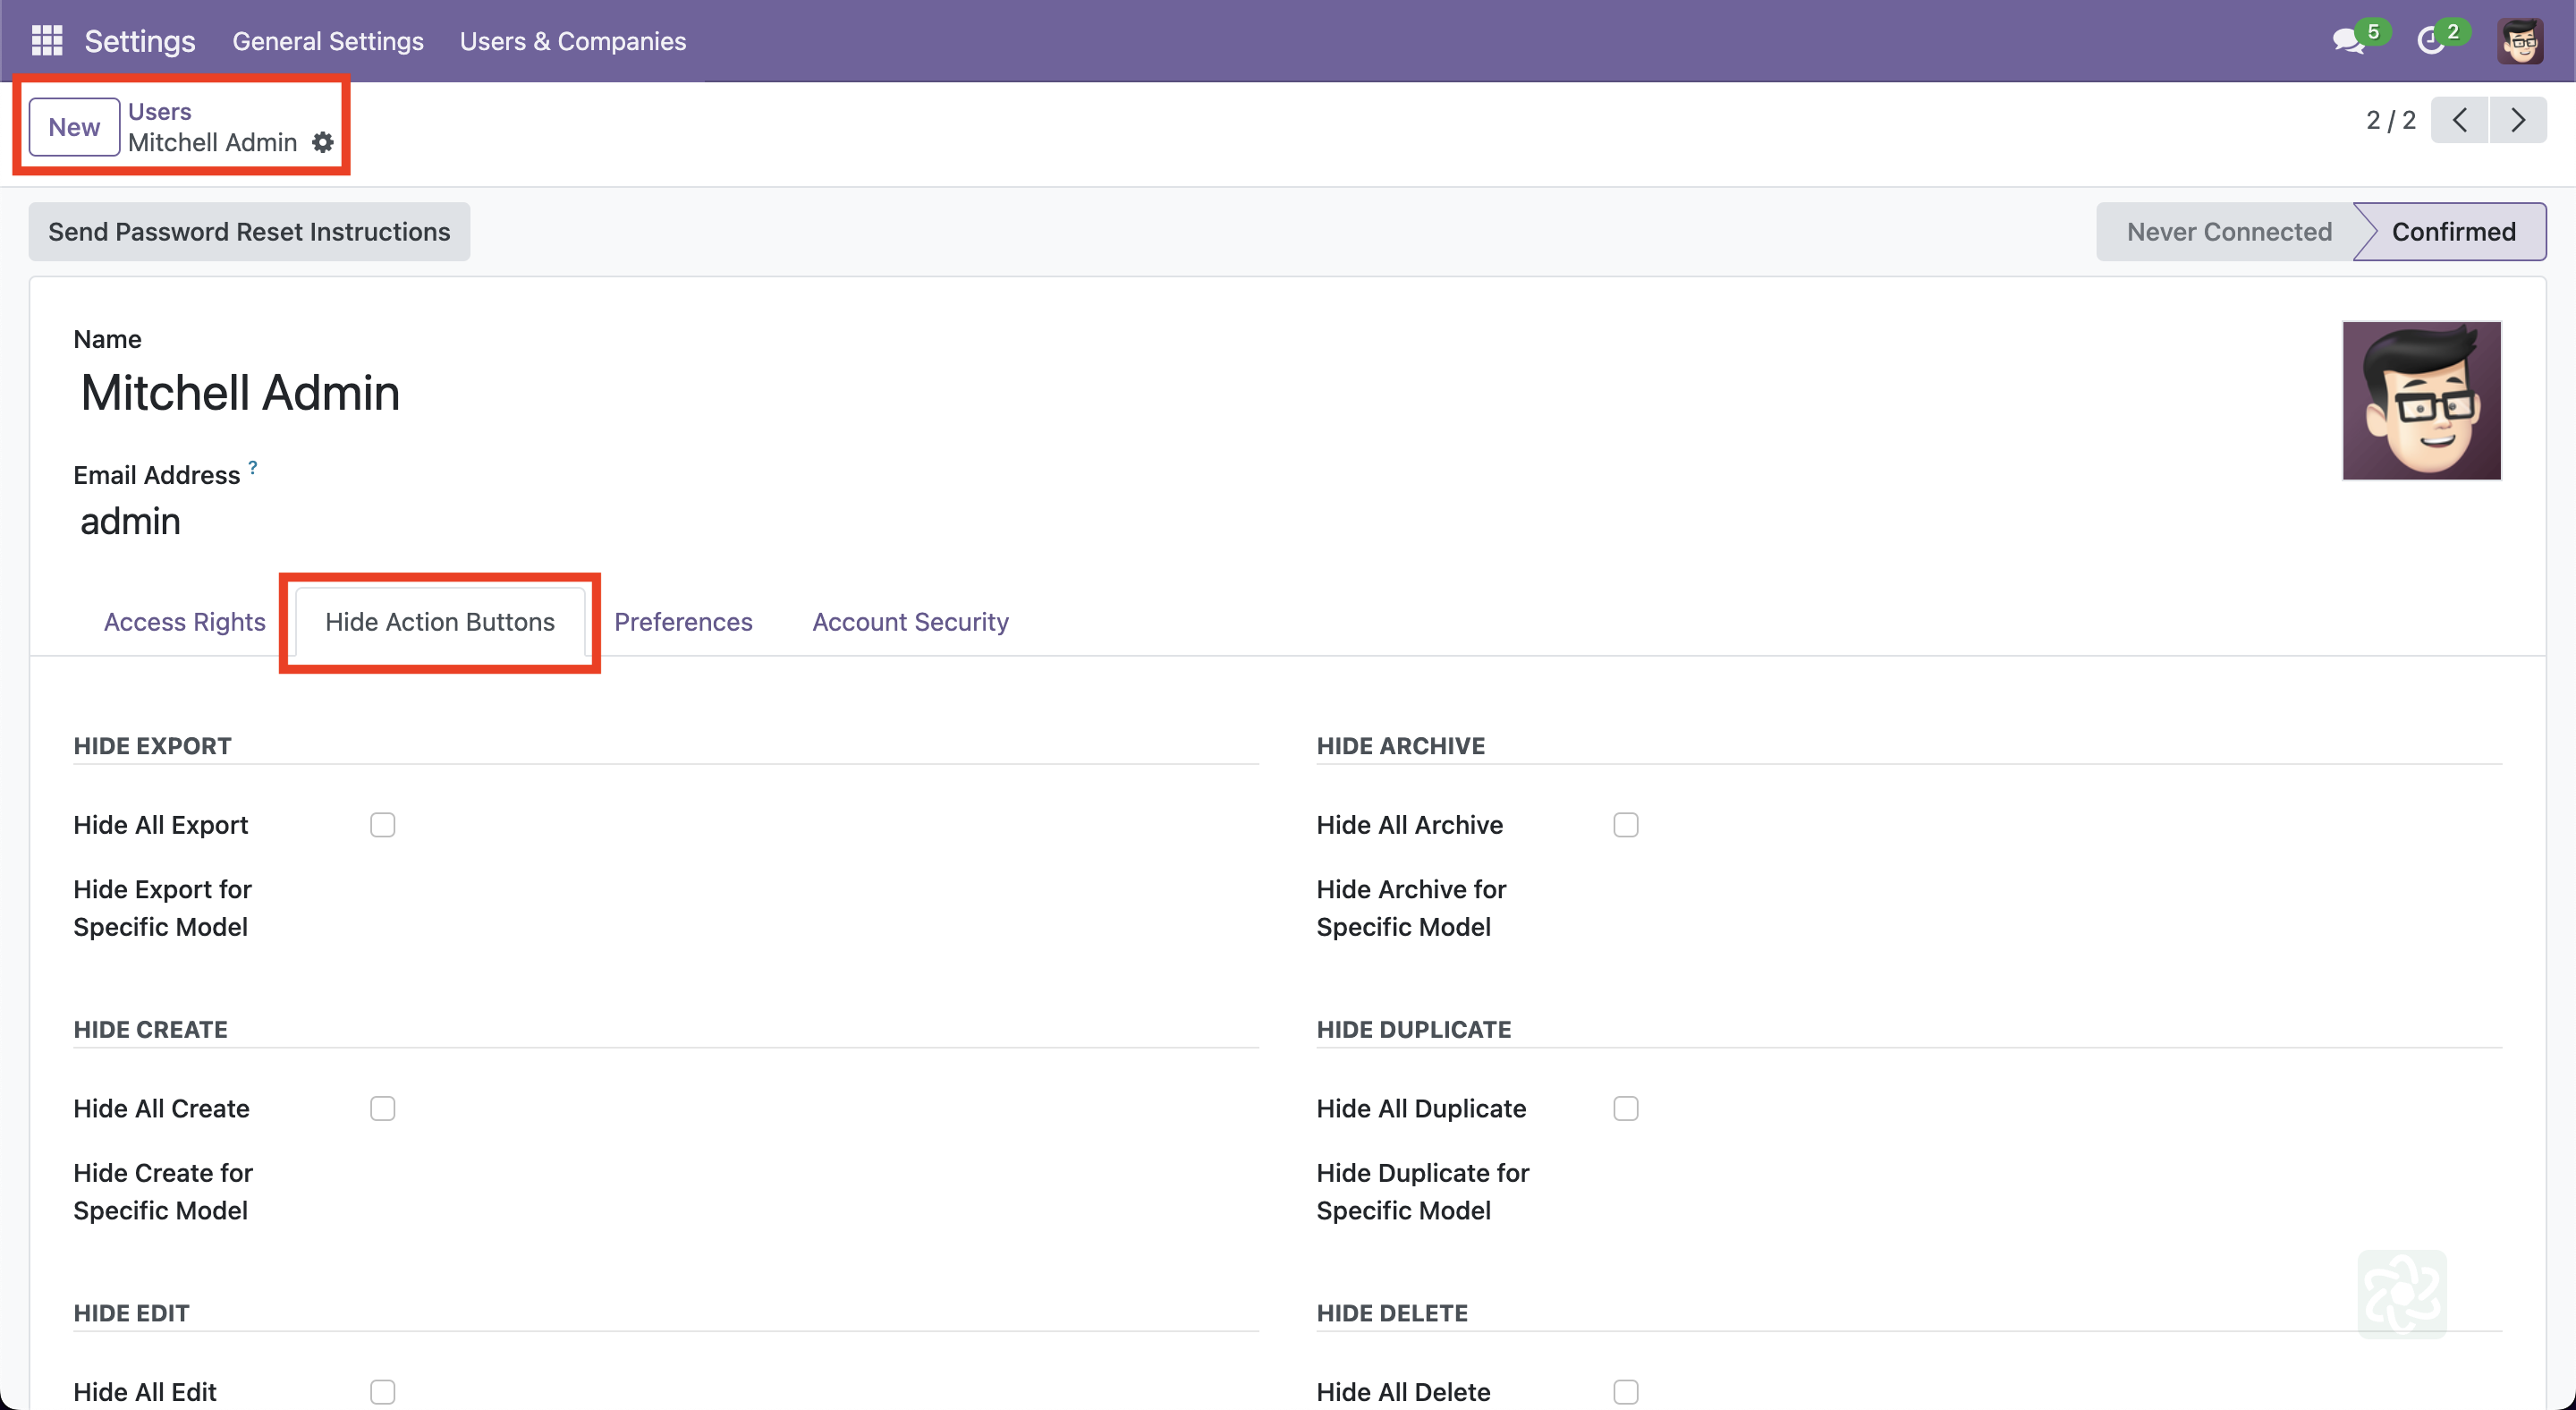 Settings General Settings Users & Companies 5 2
New Users
Mitchell Admin
2 / 2
Send Password Reset Instructions
Never Connected Confirmed
Name
Mitchell Admin
Email Address ?
admin
Access Rights Hide Action Buttons Preferences Account Security
HIDE EXPORT
Hide All Export
Hide Export for
Specific Model
HIDE ARCHIVE
Hide All Archive
Hide Archive for
Specific Model
HIDE CREATE
Hide All Create
Hide Create for
Specific Model
HIDE DUPLICATE
Hide All Duplicate
Hide Duplicate for
Specific Model
HIDE EDIT
Hide All Edit
HIDE DELETE
Hide All Delete